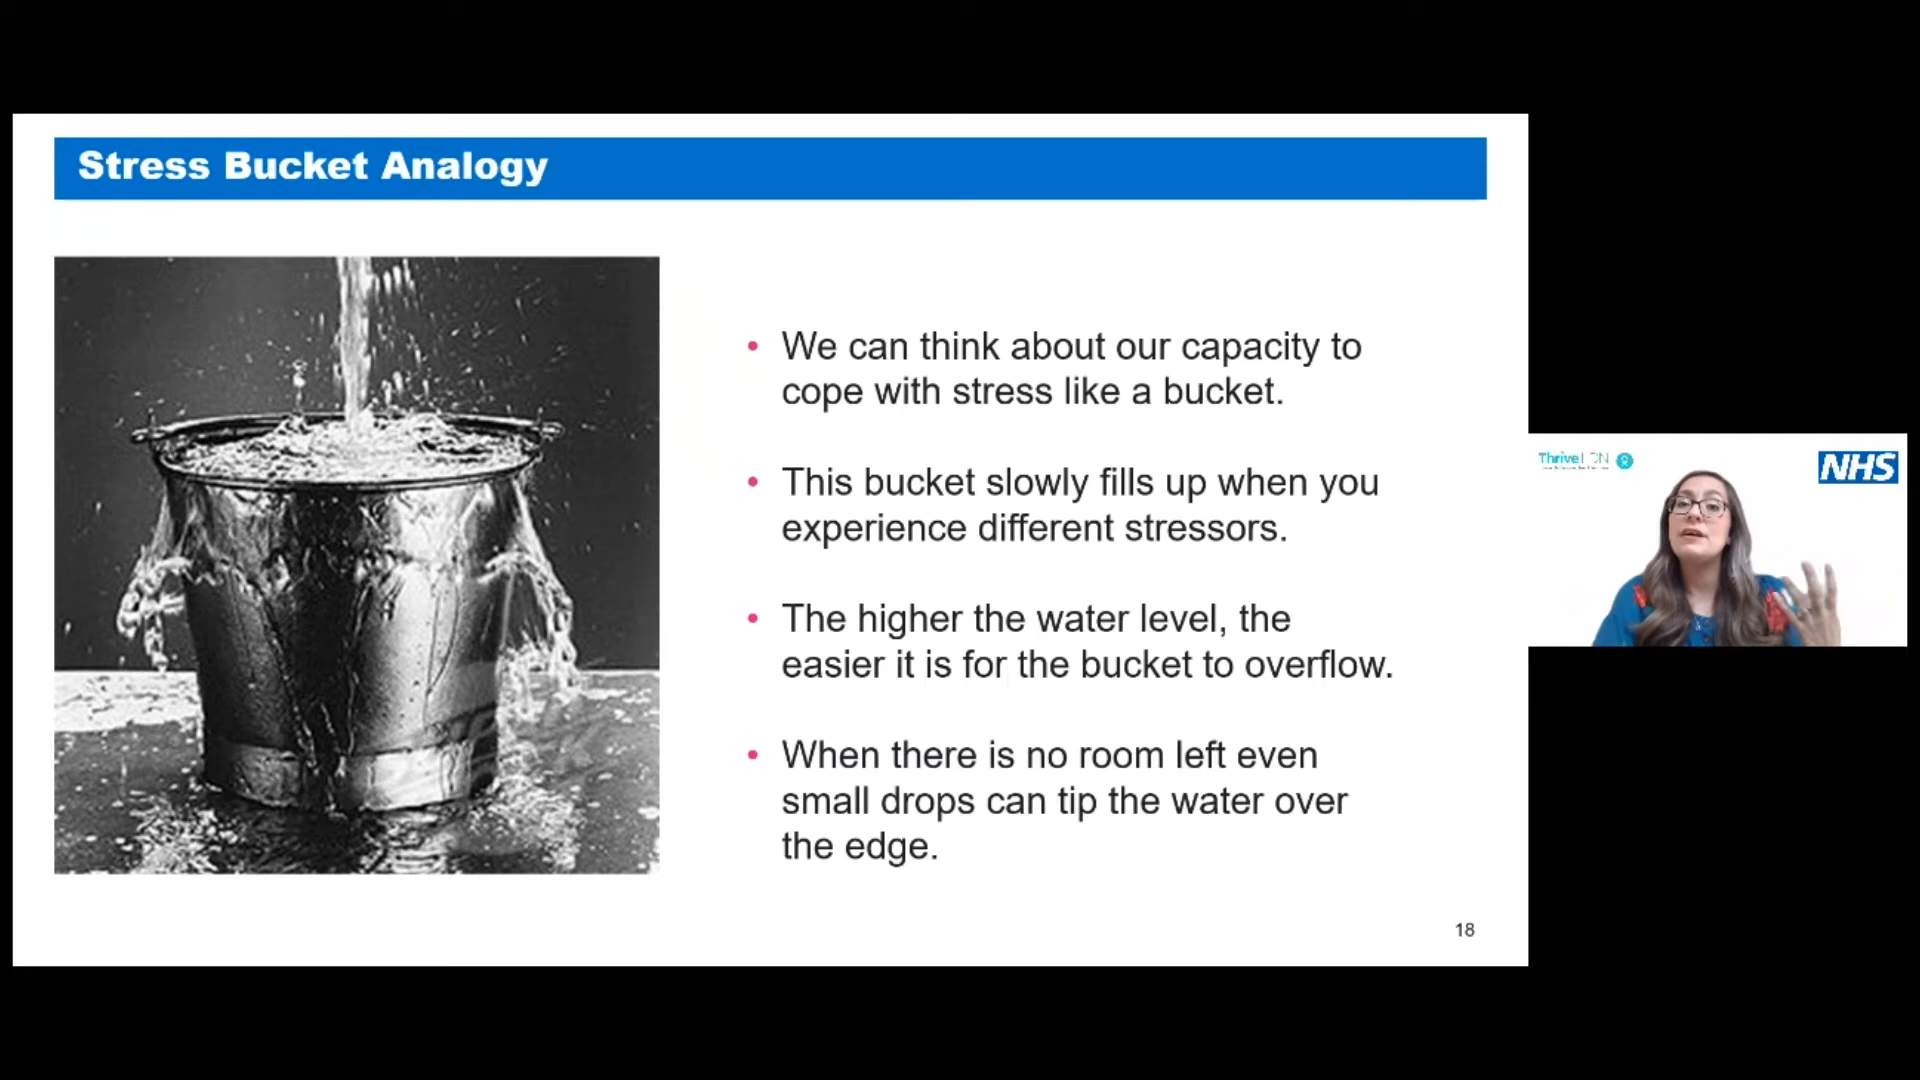 Stress Bucket Analogy
• We can think about our capacity to
cope with stress like a bucket.
• This bucket slowly fills up when you
experience different stressors.
• The higher the water level, the
easier it is for the bucket to overflow.
• When there is no room left even
small drops can tip the water over
the edge.
18
Thrive LDN
NHS